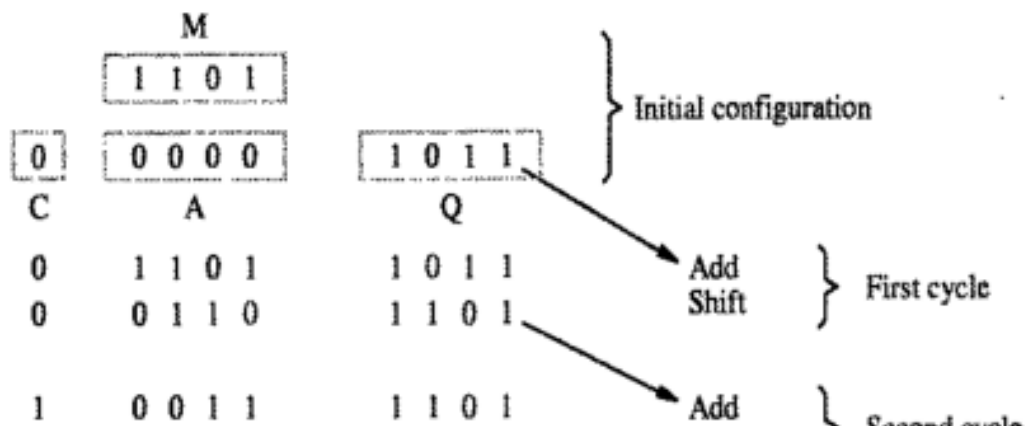 M
1 1 0 1
Initial configuration
0 0 0 0 0 1 0 1 1
C A Q
0 1 1 0 1 1 0 1 1 Add
First cycle
0 0 1 1 0 1 1 0 1 Shift
1 0 0 1 1 1 1 0 1 Add
Second cycle